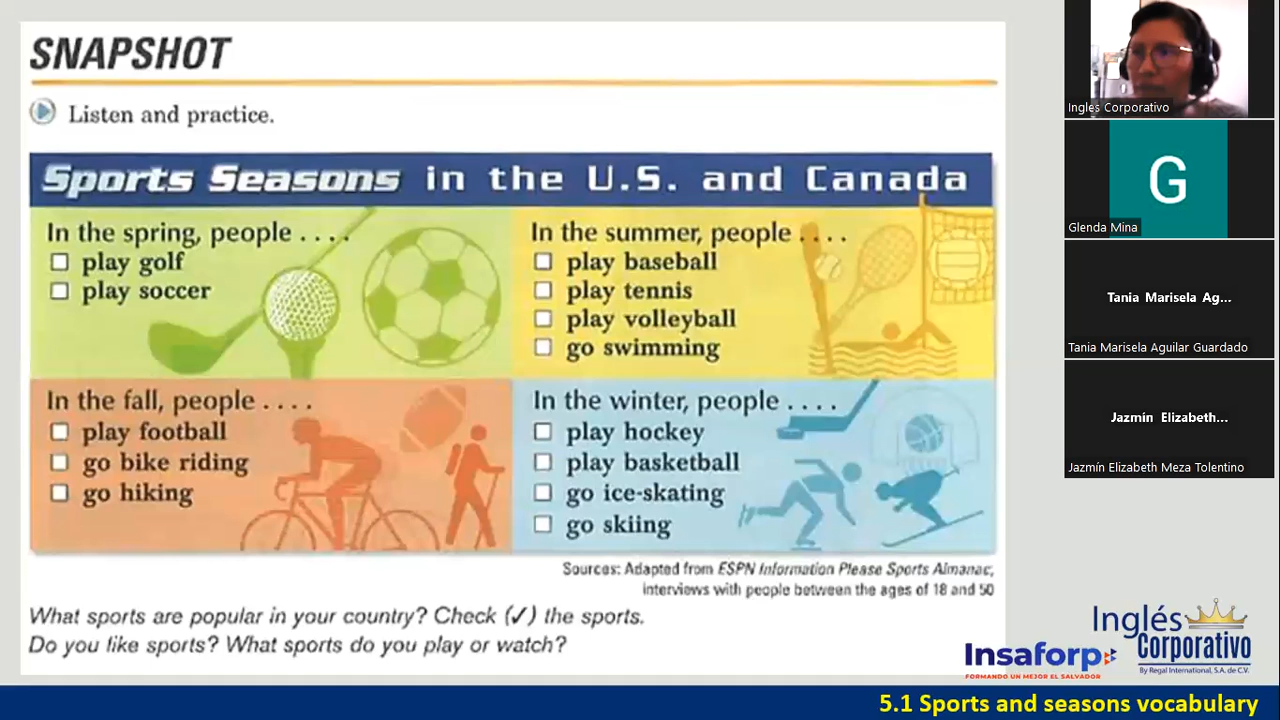 SNAPSHOT
Listen and practice.
Sports Seasons in the U.S. and Canada
In the spring, people . . . .
play golf
play soccer
In the summer, people . . . .
play baseball
play tennis
play volleyball
go swimming
In the fall, people . . . .
play football
go bike riding
go hiking
In the winter, people . . . .
play hockey
play basketball
go ice-skating
go skiing
Sources: Adapted from ESPN Information Please Sports Almanac;
interviews with people between the ages of 18 and 50
What sports are popular in your country? Check (✓) the sports.
Do you like sports? What sports do you play or watch?
Insaforp
FORMANDO UN MEJOR EL SALVADOR
Inglés
Corporativo
By Regal International, S.A. de C.V.
5.1 Sports and seasons vocabulary
Inglés Corporativo
G
Glenda Mina
Tania Marisela Ag...
Tania Marisela Aguilar Guardado
Jazmín Elizabeth...
Jazmín Elizabeth Meza Tolentino